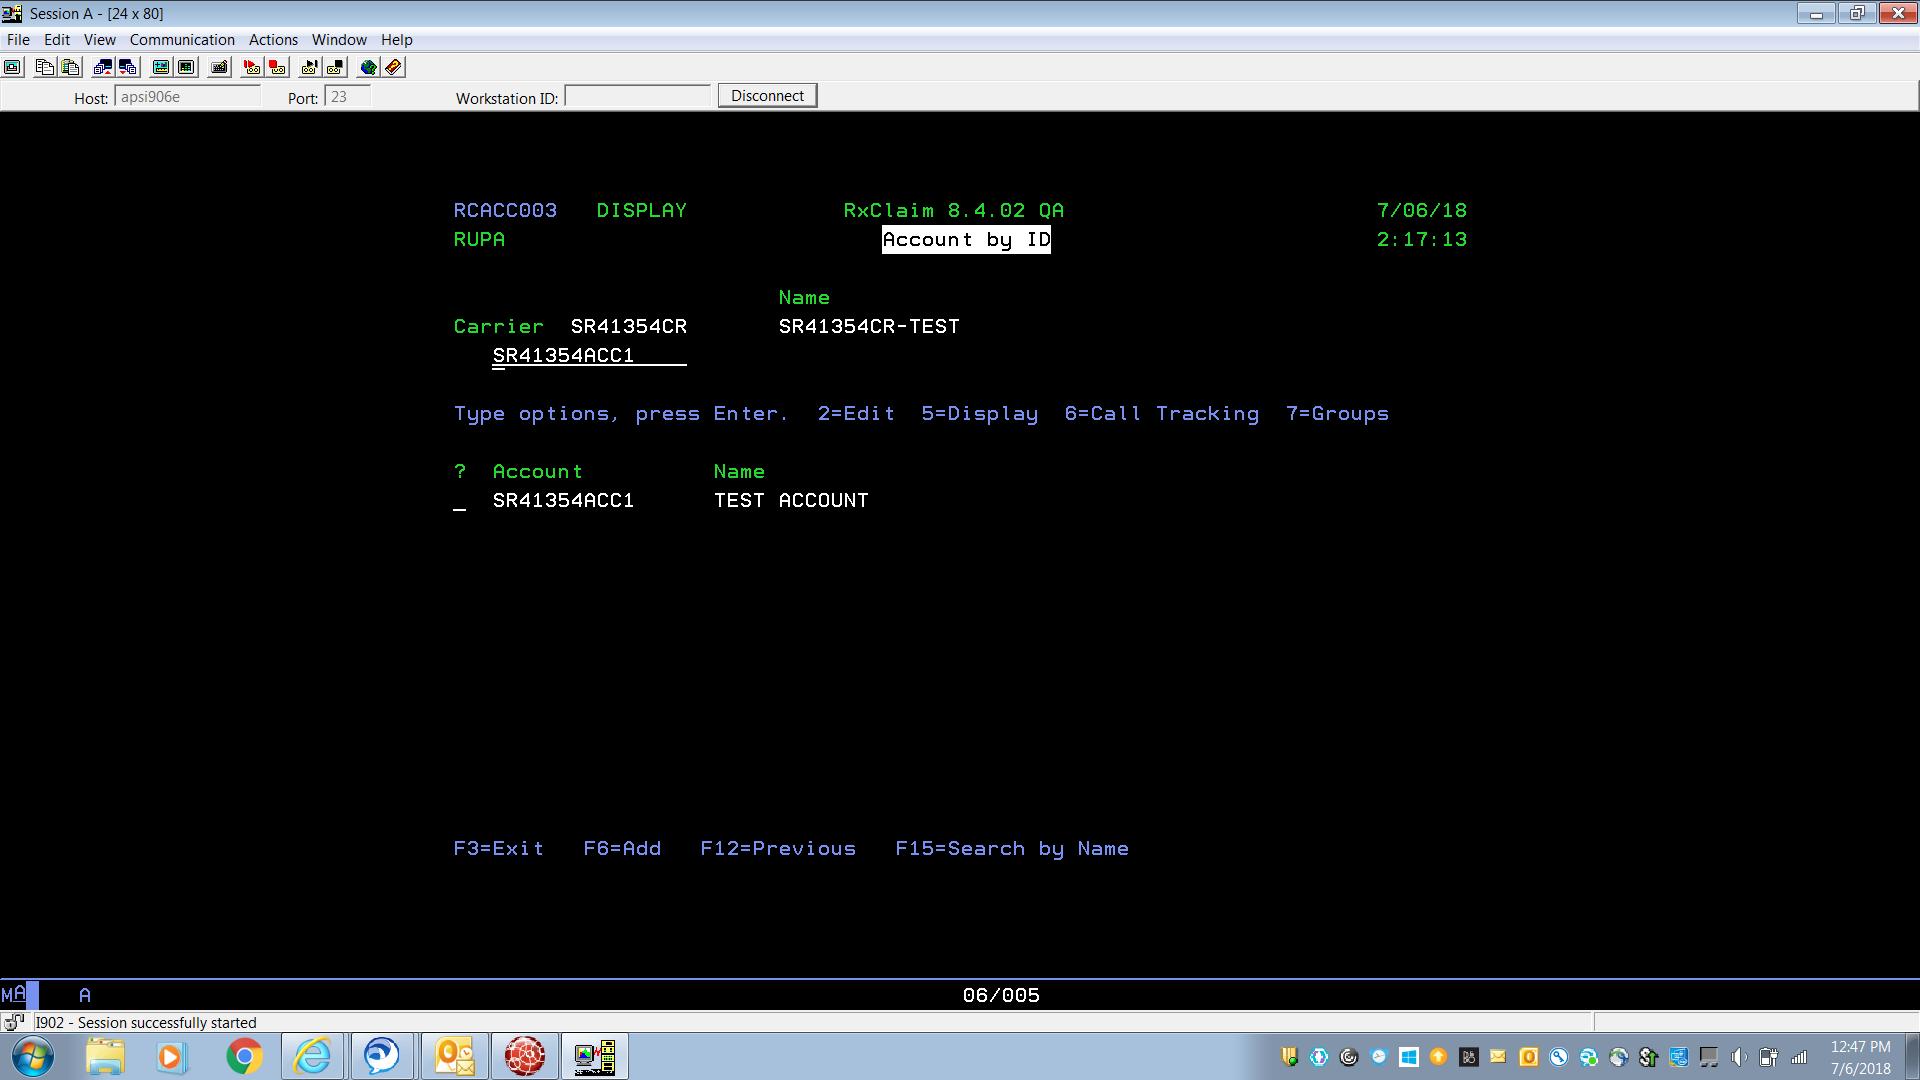 Session A - [24 x 80]
File Edit View Communication Actions Window Help
Host: apsi906e Port: 23 Workstation ID: Disconnect
RCACC003 DISPLAY RxClaim 8.4.02 QA 7/06/18
RUPA Account by ID 2:17:13
Name
Carrier SR41354CR SR41354CR-TEST
SR41354ACC1
Type options, press Enter. 2=Edit 5=Display 6=Call Tracking 7=Groups
? Account Name
_ SR41354ACC1 TEST ACCOUNT
F3=Exit F6=Add F12=Previous F15=Search by Name
MA A 06/005
I902 - Session successfully started
12:47 PM
7/6/2018